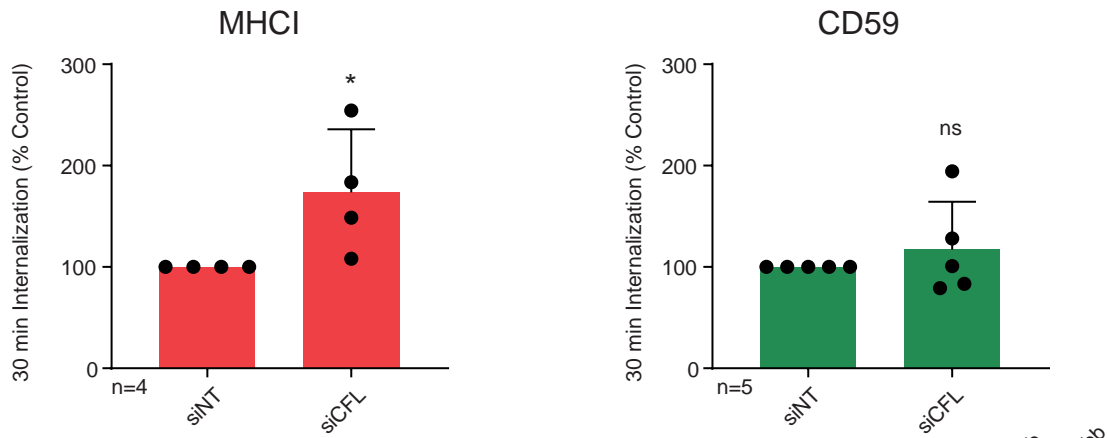 MHCI
30 min Internalization (% Control)
300
200
100
0
*
n=4
siNT
siCFL
CD59
30 min Internalization (% Control)
300
200
100
0
ns
n=5
siNT
siCFL